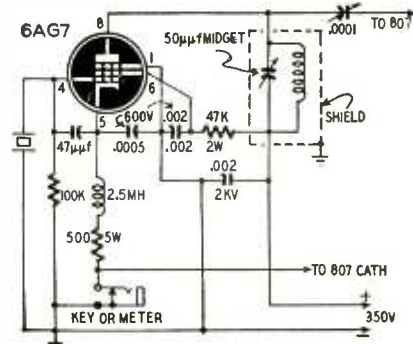 6AG7
8
.0001
TO 807
50μμf MIDGET
1
4
6
5
600V
.002
47K
SHIELD
47μμf
.0005
.002
2W
.002
2KV
100K
2.5MH
500
5W
TO 807 CATH
KEY OR METER
+
350V
−